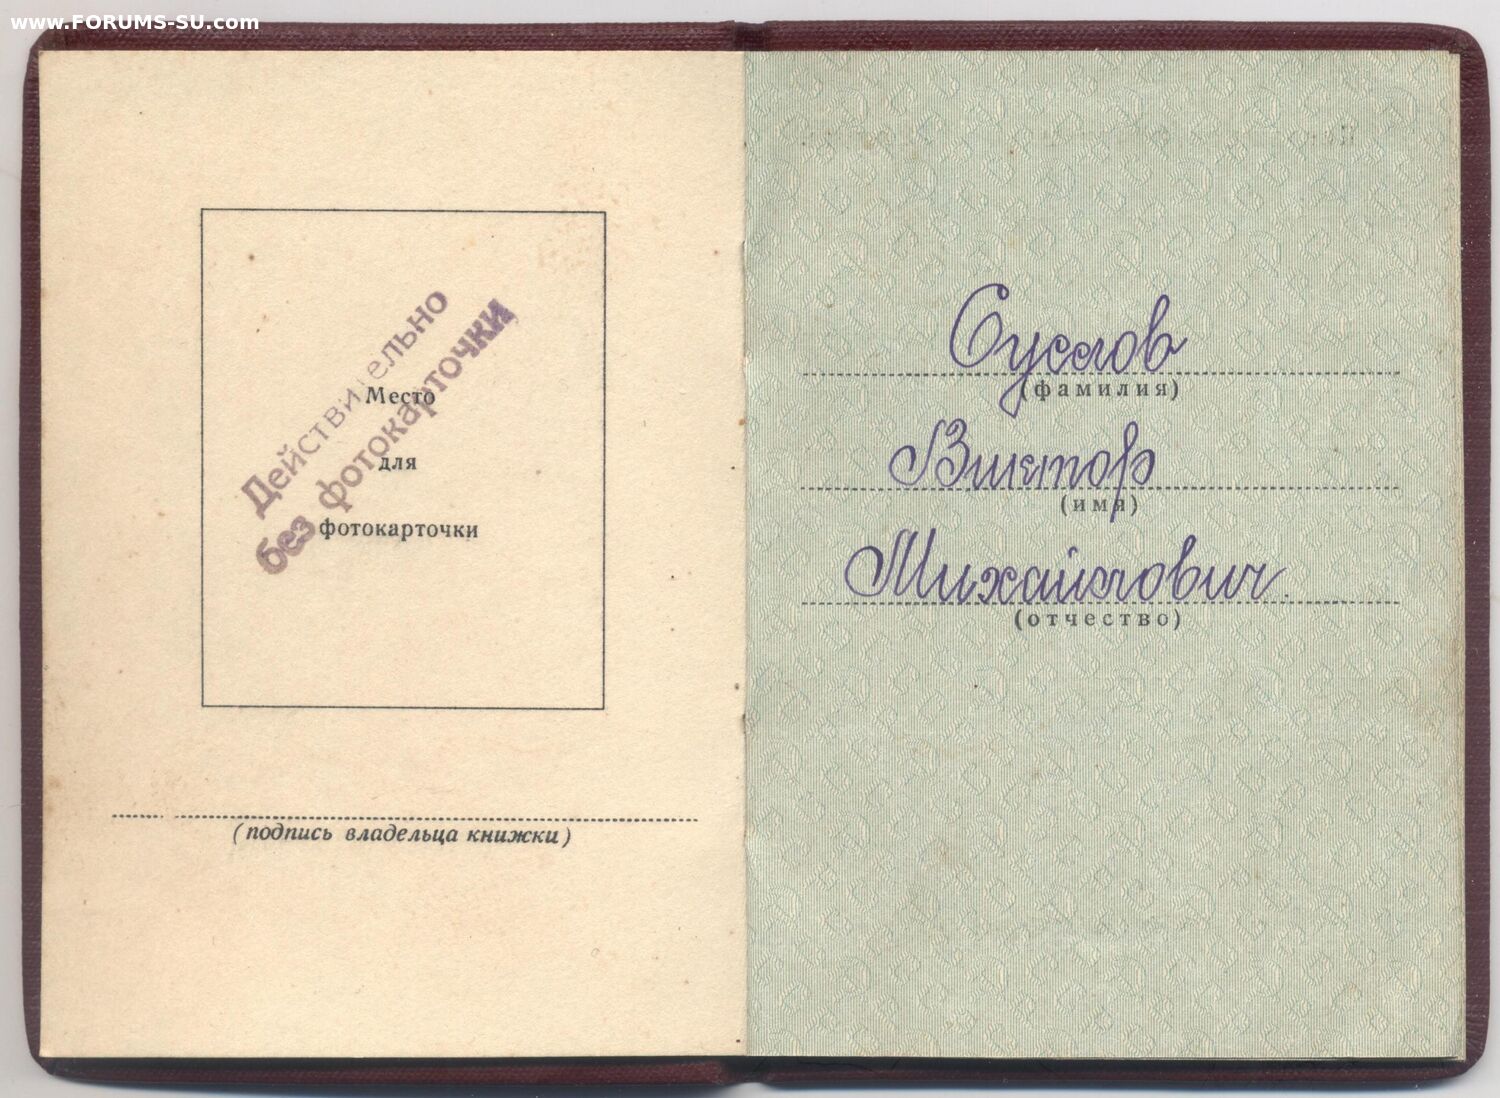 www.FORUMS-SU.com
Действительно
без фотокарточки
Место
для
фотокарточки
(подпись владельца книжки)
Суслов
(фамилия)
Виктор
(имя)
Михайлович
(отчество)